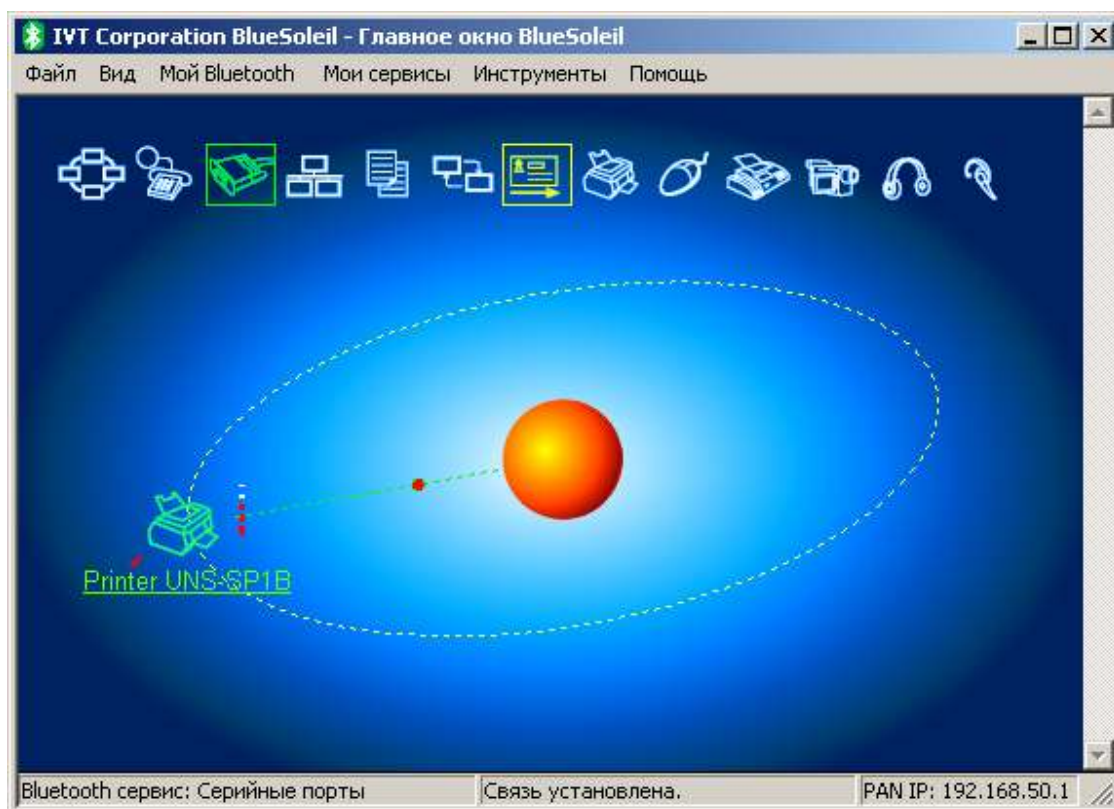 IVT Corporation BlueSoleil - Главное окно BlueSoleil
Файл Вид Мой Bluetooth Мои сервисы Инструменты Помощь
Printer UNS-SP1B
Bluetooth сервис: Серийные порты Связь установлена. PAN IP: 192.168.50.1